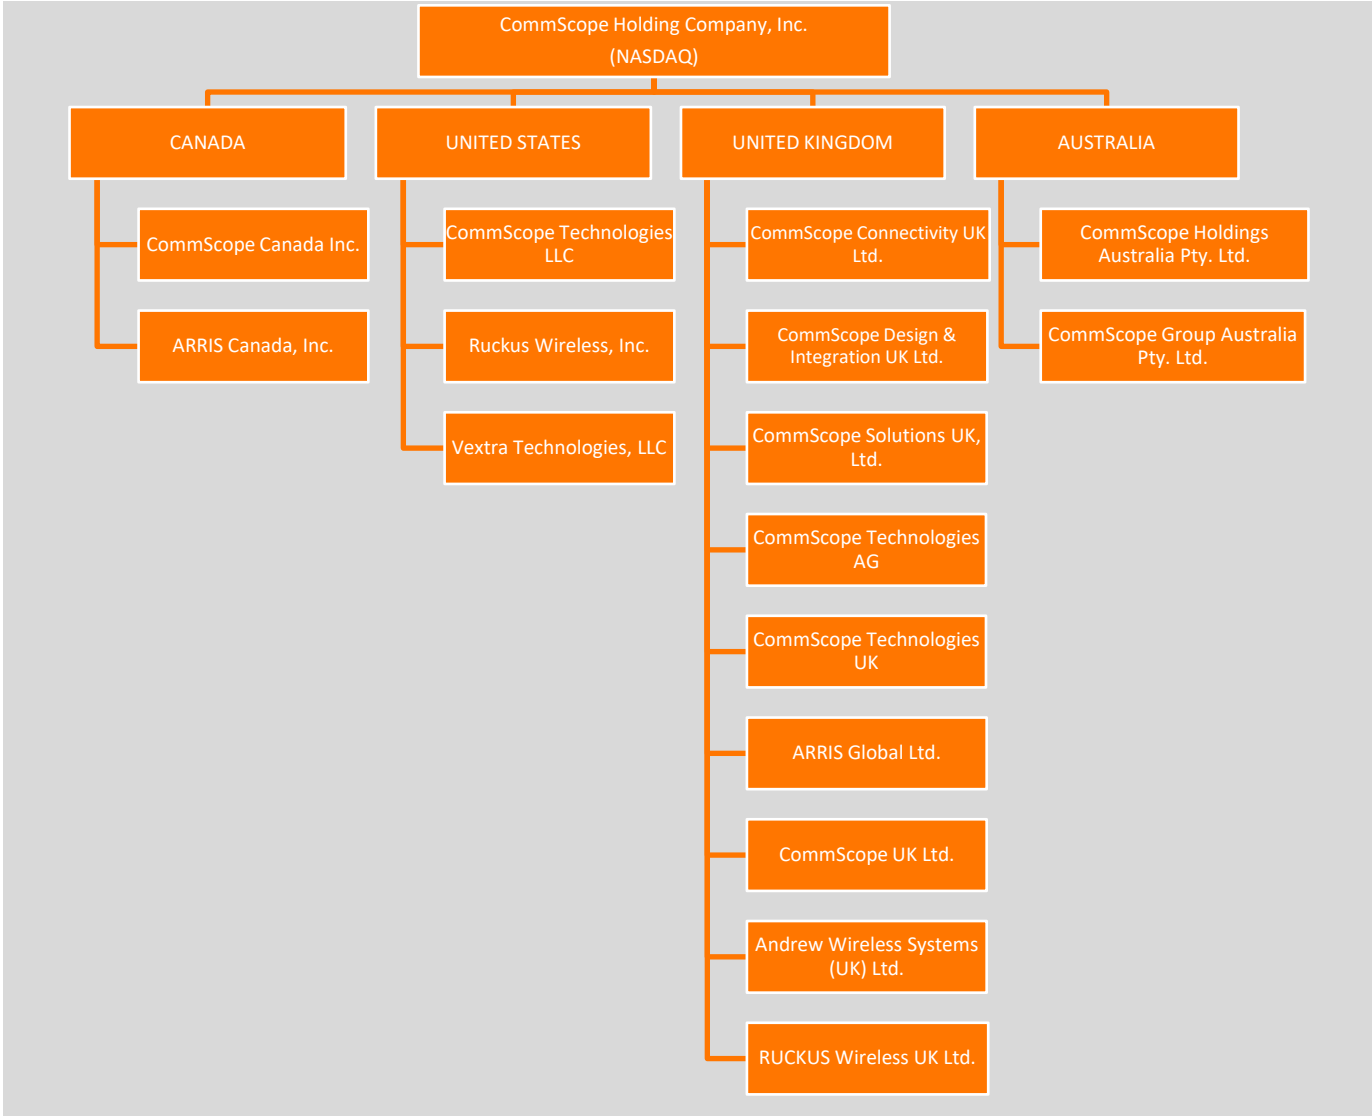 CommScope Holding Company, Inc.
(NASDAQ)
CANADA
CommScope Canada Inc.
ARRIS Canada, Inc.
UNITED STATES
CommScope Technologies
LLC
Ruckus Wireless, Inc.
Vextra Technologies, LLC
UNITED KINGDOM
CommScope Connectivity UK
Ltd.
CommScope Design &
Integration UK Ltd.
CommScope Solutions UK,
Ltd.
CommScope Technologies
AG
CommScope Technologies
UK
ARRIS Global Ltd.
CommScope UK Ltd.
Andrew Wireless Systems
(UK) Ltd.
RUCKUS Wireless UK Ltd.
AUSTRALIA
CommScope Holdings
Australia Pty. Ltd.
CommScope Group Australia
Pty. Ltd.